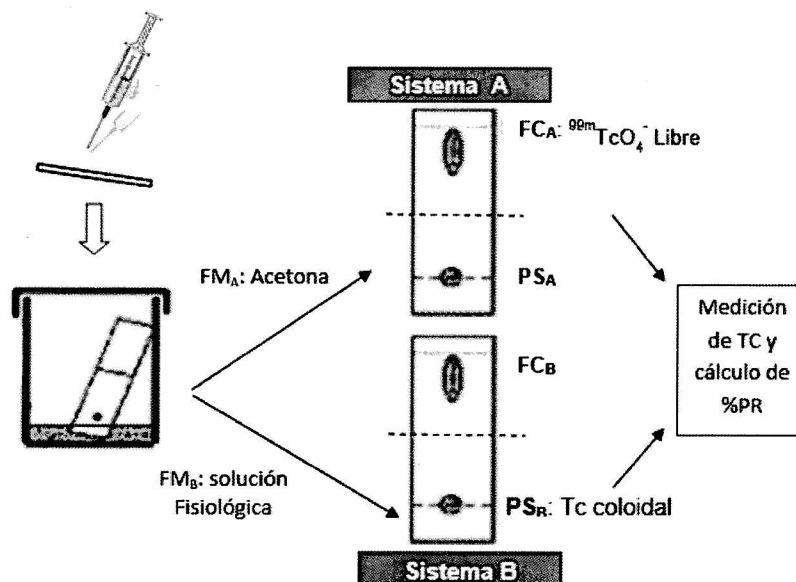 Sistema A
FCA: 99mTcO4- Libre
FMA: Acetona
PSA
Medición
de TC y
cálculo de
%PR
FCB
FMB: solución
Fisiológica
PSR: Tc coloidal
Sistema B